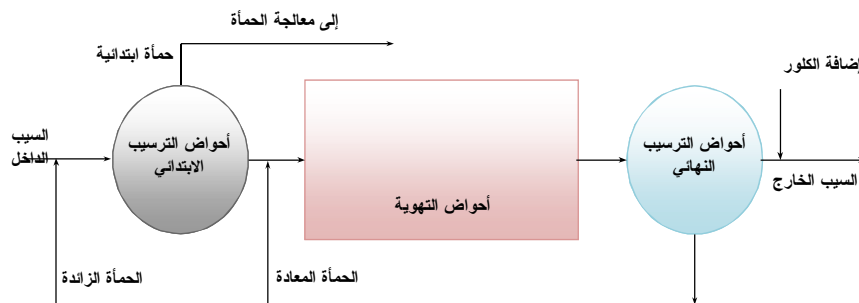 إلى معالجة الحمأة
حمأة ابتدائية
إضافة الكلور
السيب
الداخل
أحواض الترسيب
الابتدائي
أحواض التهوية
أحواض الترسيب
النهائي
السيب الخارج
الحمأة الزائدة
الحمأة المعادة